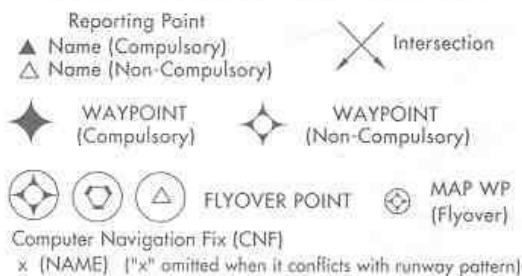 Reporting Point
Name (Compulsory)
Name (Non-Compulsory)
Intersection
WAYPOINT
(Compulsory)
WAYPOINT
(Non-Compulsory)
FLYOVER POINT
MAP WP
(Flyover)
Computer Navigation Fix (CNF)
x (NAME) ("x" omitted when it conflicts with runway pattern)